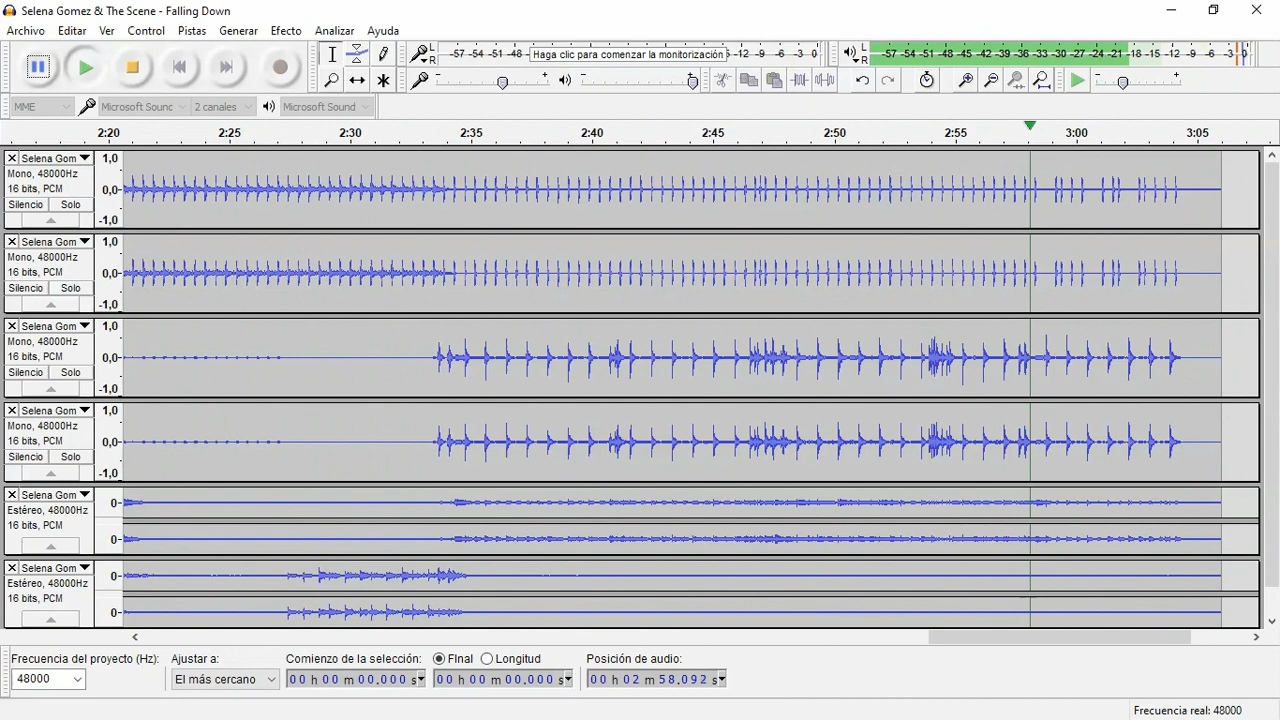 Selena Gomez & The Scene - Falling Down
Archivo Editar Ver Control Pistas Generar Efecto Analizar Ayuda
L R -57 -54 -51 -48 Haga clic para comenzar la monitorización -12 -9 -6 -3 0
L R -57 -54 -51 -48 -45 -42 -39 -36 -33 -30 -27 -24 -21 -15 -12 -9 -6 -3
- + - + - +
MME Microsoft Sound 2 canales Microsoft Sound
2:20 2:25 2:30 2:35 2:40 2:45 2:50 2:55 3:00 3:05
Selena Gom 1,0
Mono, 48000Hz
16 bits, PCM 0,0
Silencio Solo
-1,0
Selena Gom 1,0
Mono, 48000Hz
16 bits, PCM 0,0
Silencio Solo
-1,0
Selena Gom 1,0
Mono, 48000Hz
16 bits, PCM 0,0
Silencio Solo
-1,0
Selena Gom 1,0
Mono, 48000Hz
16 bits, PCM 0,0
Silencio Solo
-1,0
Selena Gom
0-
Estéreo, 48000Hz
16 bits, PCM
0-
Selena Gom
0-
Estéreo, 48000Hz
16 bits, PCM
0-
Frecuencia del proyecto (Hz): Ajustar a: Comienzo de la selección: FInal Longitud Posición de audio:
48000 El más cercano 00 h 00 m 00.000 s 00 h 00 m 00.000 s 00 h 02 m 58.092 s
Frecuencia real: 48000